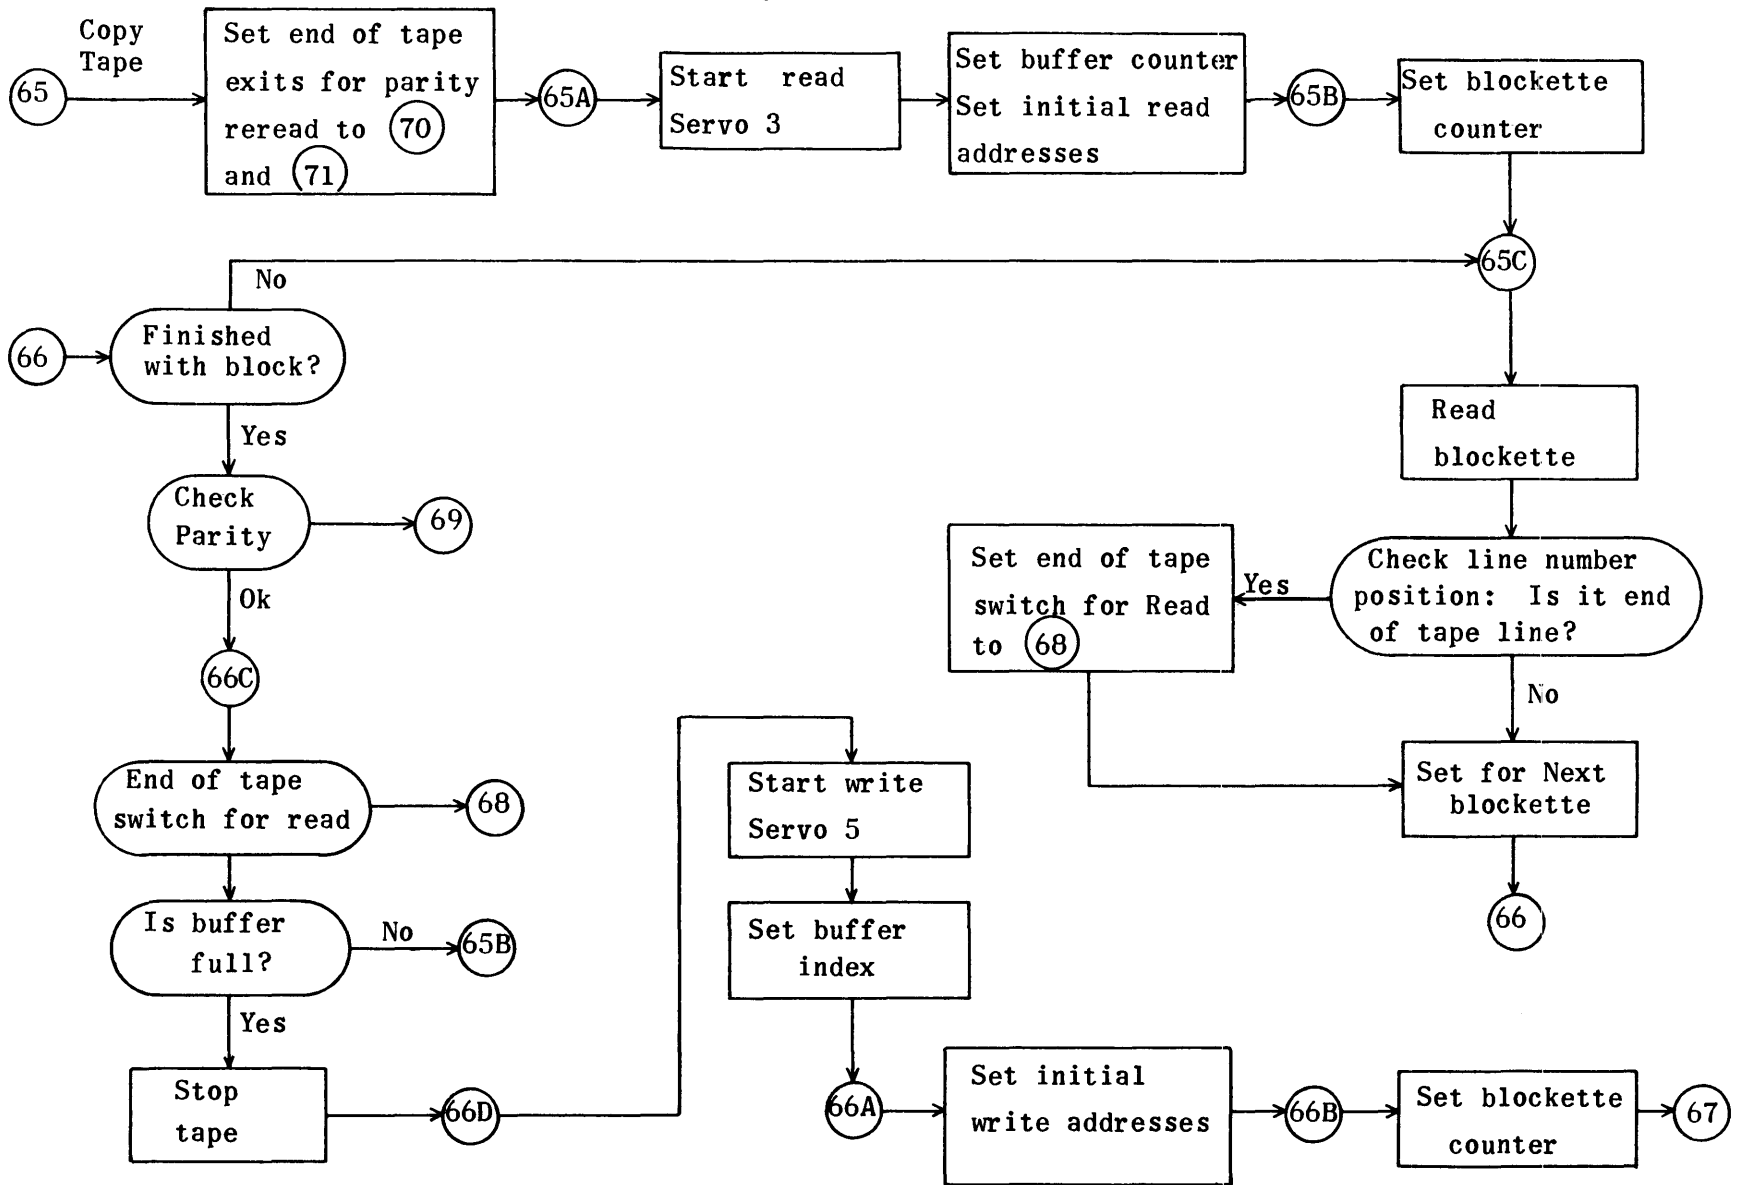 Copy
Tape
65
Set end of tape
exits for parity
reread to 70
and 71
65A
Start read
Servo 3
Set buffer counter
Set initial read
addresses
65B
Set blockette
counter
65C
No
66
Finished
with block?
Yes
Check
Parity
69
Ok
66C
End of tape
switch for read
68
Is buffer
full?
No
65B
Yes
Stop
tape
66D
Start write
Servo 5
Set buffer
index
66A
Set initial
write addresses
66B
Set blockette
counter
67
Read
blockette
Check line number
position: Is it end
of tape line?
Yes
Set end of tape
switch for Read
to 68
No
Set for Next
blockette
66